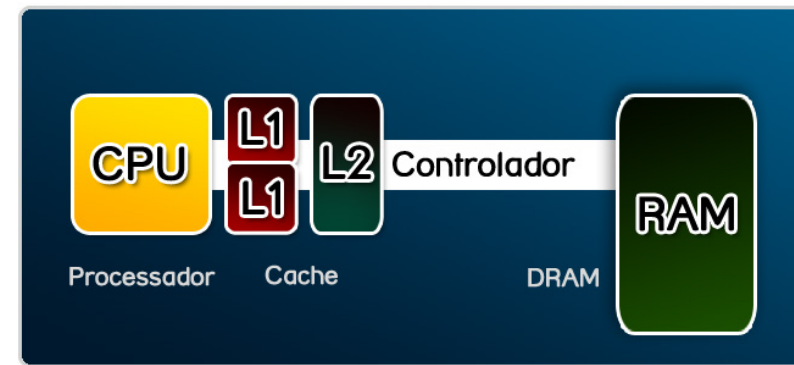 CPU
L1
L1
L2
Controlador
RAM
Processador
Cache
DRAM